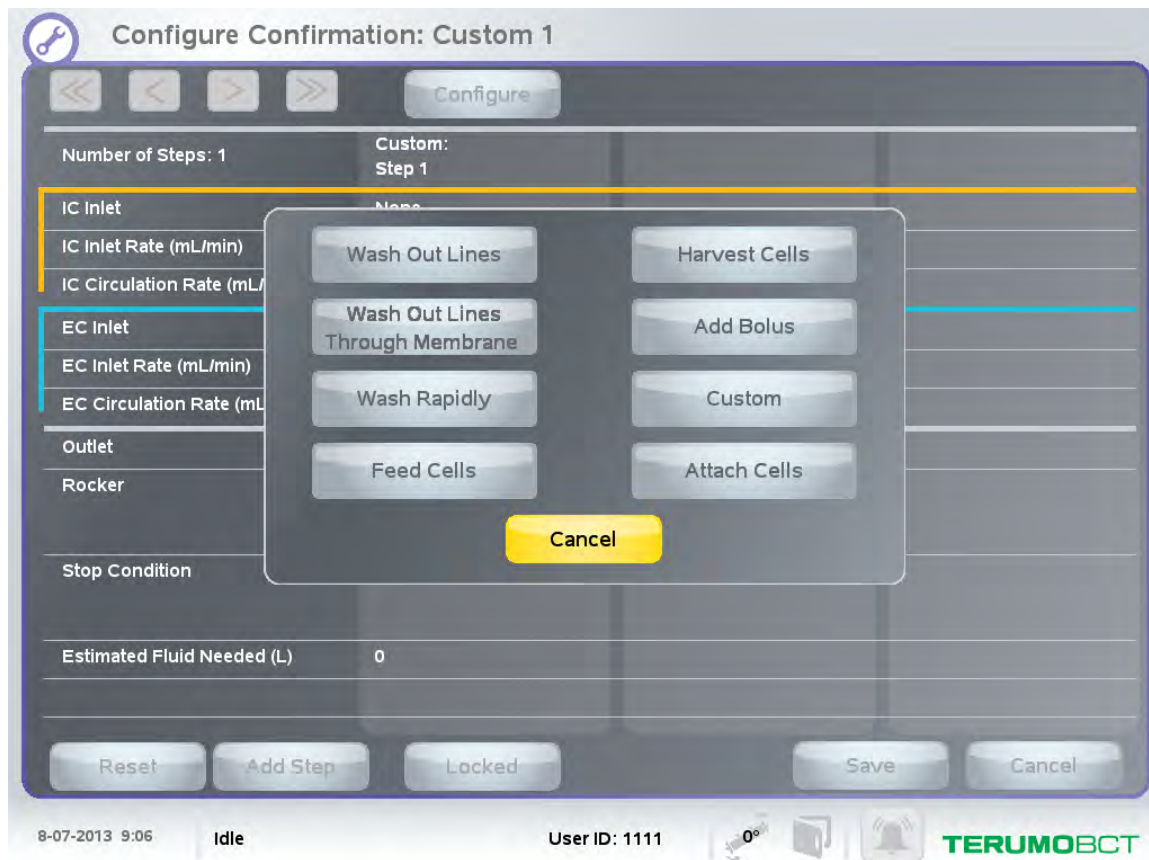 Configure Confirmation: Custom 1
Configure
Number of Steps: 1
Custom:
Step 1
IC Inlet
None
IC Inlet Rate (mL/min)
IC Circulation Rate (mL/
EC Inlet
EC Inlet Rate (mL/min)
EC Circulation Rate (mL
Outlet
Rocker
Stop Condition
Estimated Fluid Needed (L)
0
Wash Out Lines
Harvest Cells
Wash Out Lines
Through Membrane
Add Bolus
Wash Rapidly
Custom
Feed Cells
Attach Cells
Cancel
Reset
Add Step
Locked
Save
Cancel
8-07-2013 9:06
Idle
User ID: 1111
0°
TERUMOBCT